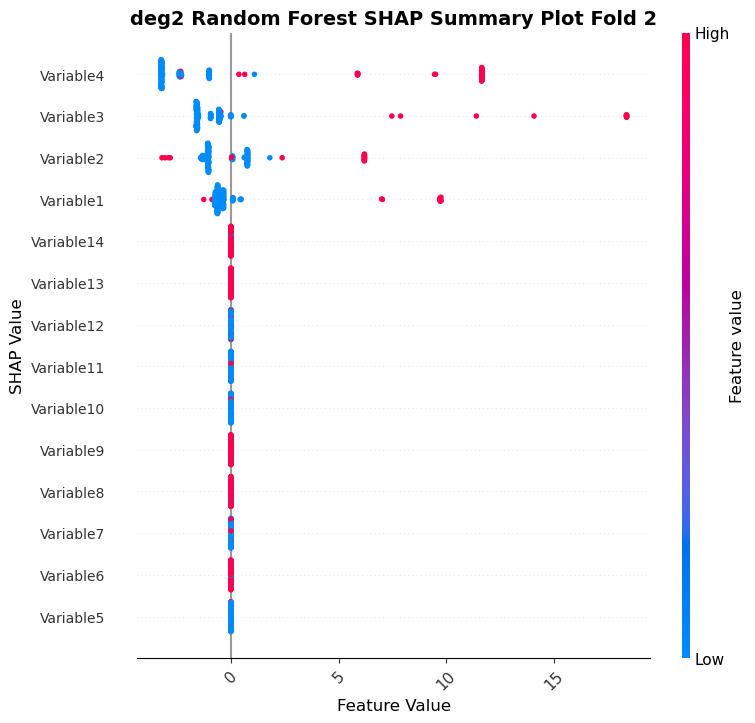 deg2 Random Forest SHAP Summary Plot Fold 2
High
Variable4
Variable3
Variable2
Variable1
Variable14
Variable13
Variable12
Variable11
Variable10
Variable9
Variable8
Variable7
Variable6
Variable5
SHAP Value
Feature value
Low
0
5
10
15
Feature Value